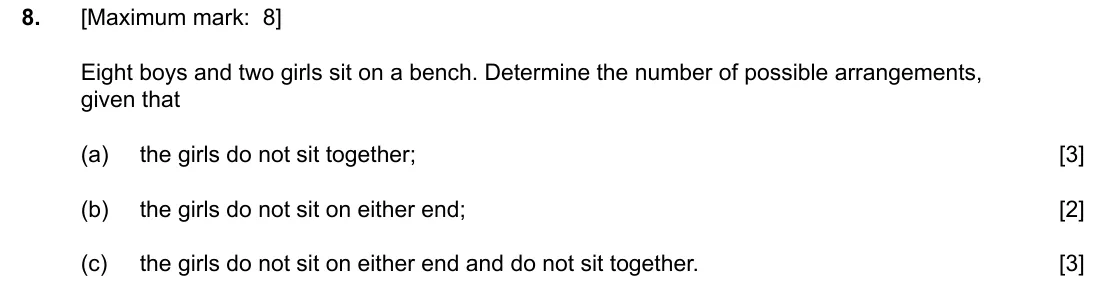 8. [Maximum mark: 8]
Eight boys and two girls sit on a bench. Determine the number of possible arrangements,
given that
(a) the girls do not sit together; [3]
(b) the girls do not sit on either end; [2]
(c) the girls do not sit on either end and do not sit together. [3]